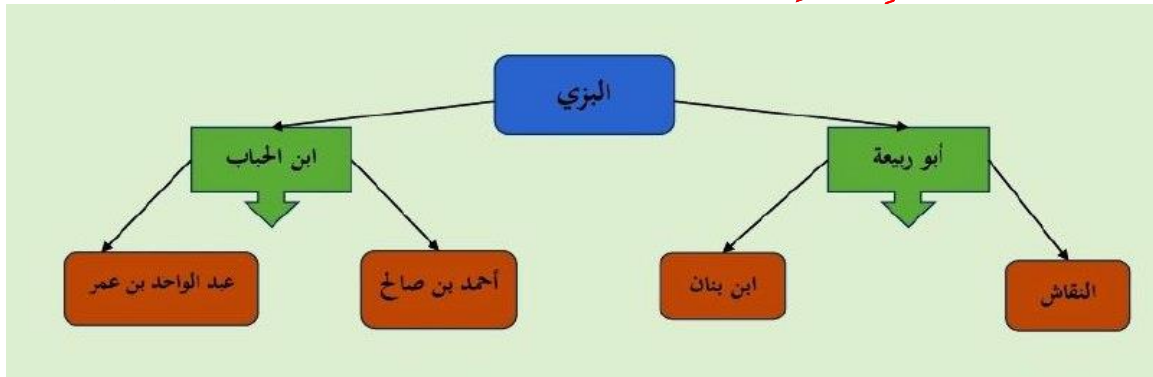 البزي
أبو ربيعة
ابن الحباب
النقاش
ابن بنان
أحمد بن صالح
عبد الواحد بن عمر